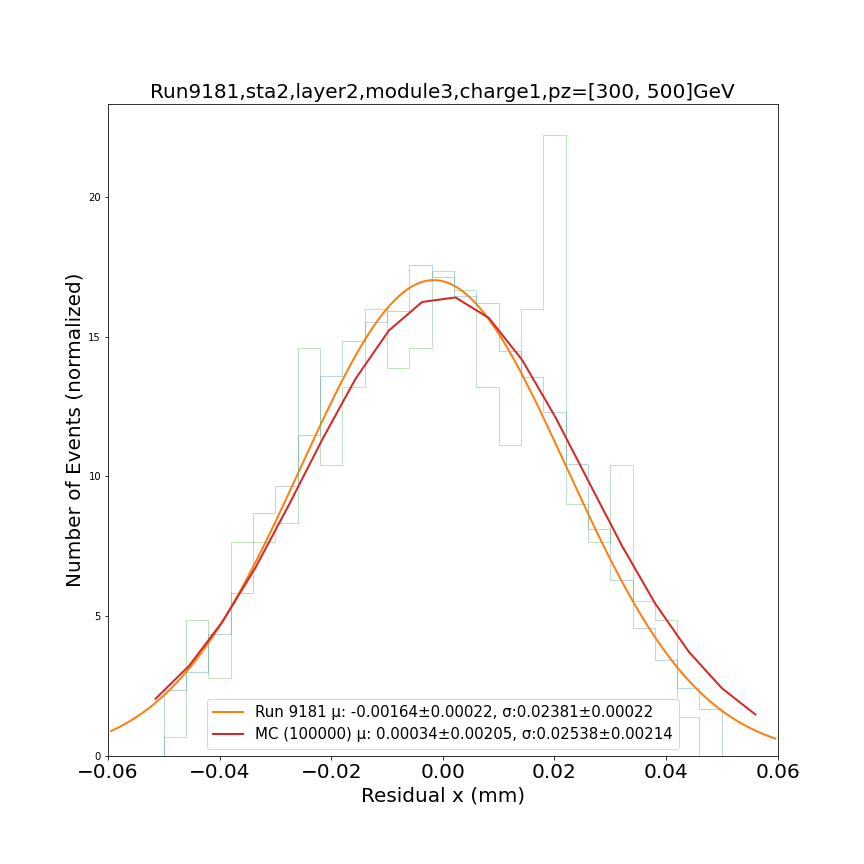 Run9181,sta2,layer2,module3,charge1,pz=[300, 500]GeV
Number of Events (normalized)
20
15
10
5
0
Run 9181 μ: -0.00164±0.00022, σ:0.02381±0.00022
MC (100000) μ: 0.00034±0.00205, σ:0.02538±0.00214
−0.06 −0.04 −0.02 0.00 0.02 0.04 0.06
Residual x (mm)